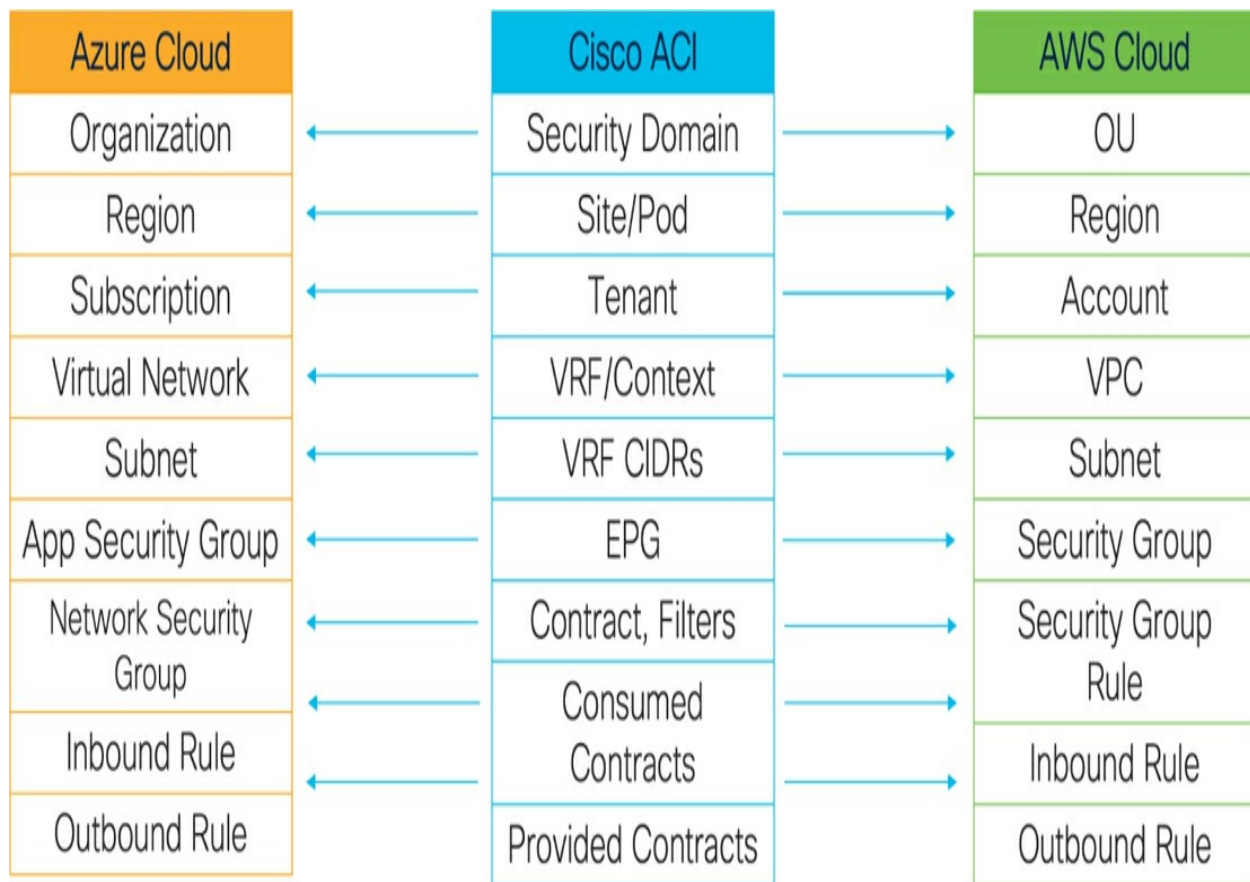 Azure Cloud
Organization
Region
Subscription
Virtual Network
Subnet
App Security Group
Network Security
Group
Inbound Rule
Outbound Rule
Cisco ACI
Security Domain
Site/Pod
Tenant
VRF/Context
VRF CIDRs
EPG
Contract, Filters
Consumed
Contracts
Provided Contracts
AWS Cloud
OU
Region
Account
VPC
Subnet
Security Group
Security Group
Rule
Inbound Rule
Outbound Rule